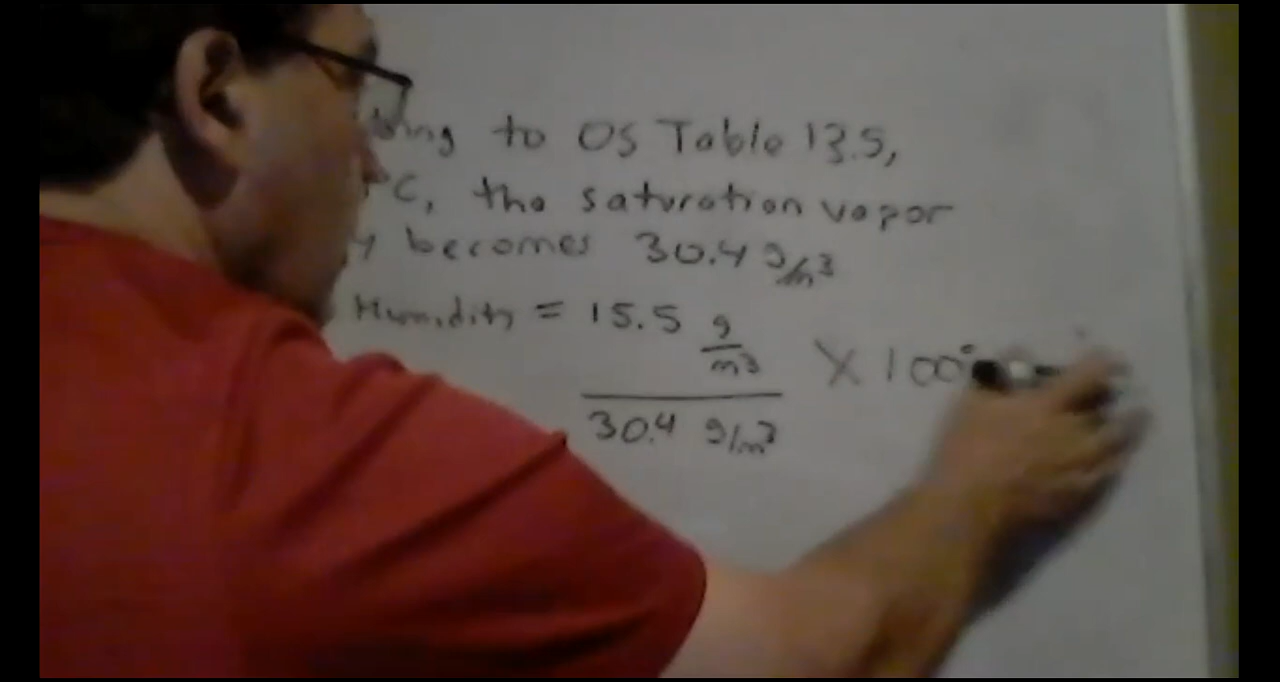 to OS Table 13.5,
C, the saturation vapor
becomes 30.4 g/m³
Humidity = 15.5 g/m³ × 100
30.4 g/m³